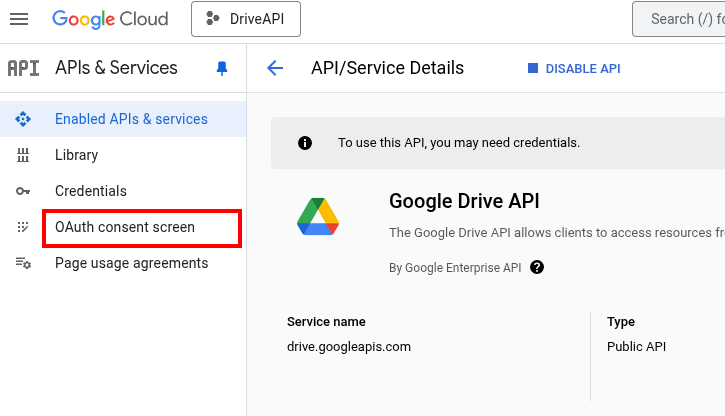 Google Cloud
DriveAPI
Search (/) fo
API
APIs & Services
API/Service Details
DISABLE API
Enabled APIs & services
Library
Credentials
OAuth consent screen
Page usage agreements
To use this API, you may need credentials.
Google Drive API
The Google Drive API allows clients to access resources fr
By Google Enterprise API
Service name
Type
drive.googleapis.com
Public API